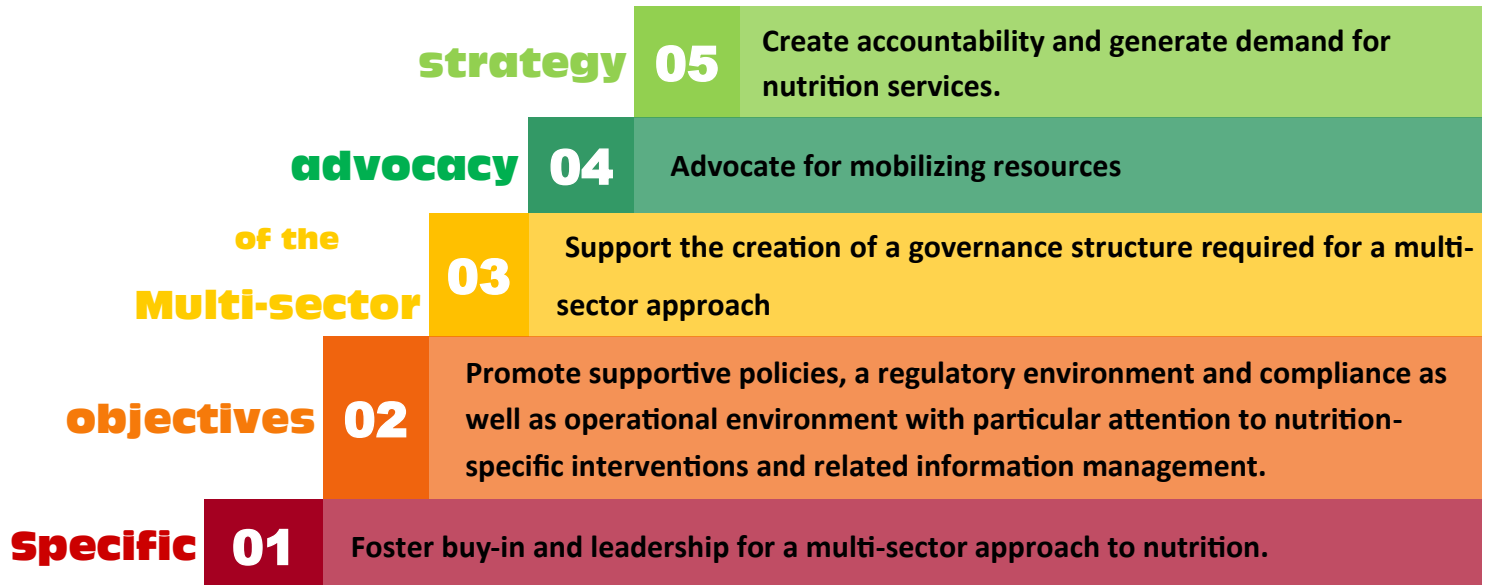 strategy
05
Create accountability and generate demand for
nutrition services.
advocacy
04
Advocate for mobilizing resources
of the
Multi-sector
03
Support the creation of a governance structure required for a multi-
sector approach
objectives
02
Promote supportive policies, a regulatory environment and compliance as
well as operational environment with particular attention to nutrition-
specific interventions and related information management.
Specific
01
Foster buy-in and leadership for a multi-sector approach to nutrition.